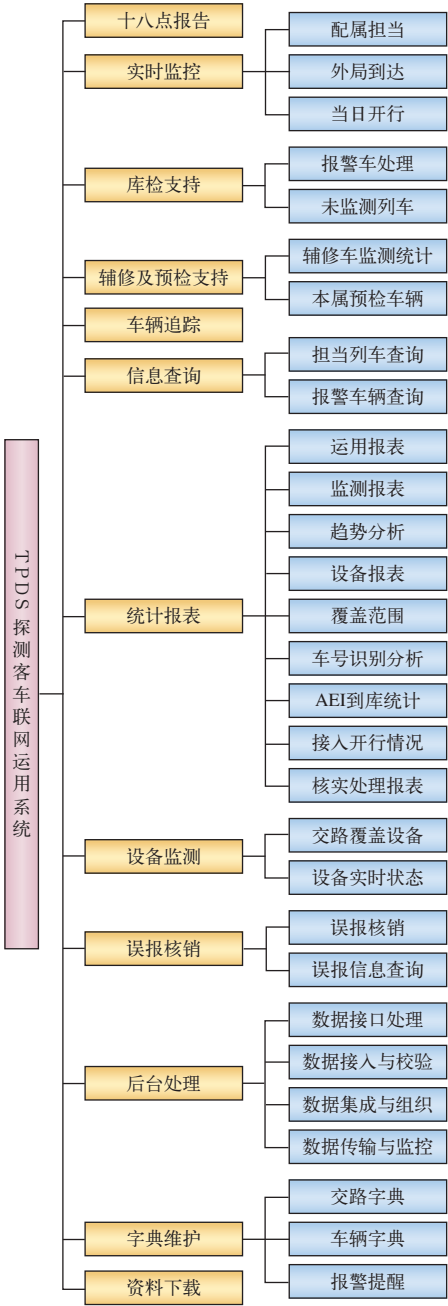 TPDS 探测客车联网运用系统
十八点报告
实时监控
配属担当
外局到达
当日开行
库检支持
报警车处理
未监测列车
辅修及预检支持
辅修车监测统计
本属预检车辆
车辆追踪
信息查询
担当列车查询
报警车辆查询
统计报表
运用报表
监测报表
趋势分析
设备报表
覆盖范围
车号识别分析
AEI到库统计
接入开行情况
核实处理报表
设备监测
交路覆盖设备
设备实时状态
误报核销
误报核销
误报信息查询
后台处理
数据接口处理
数据接入与校验
数据集成与组织
数据传输与监控
字典维护
交路字典
车辆字典
报警提醒
资料下载